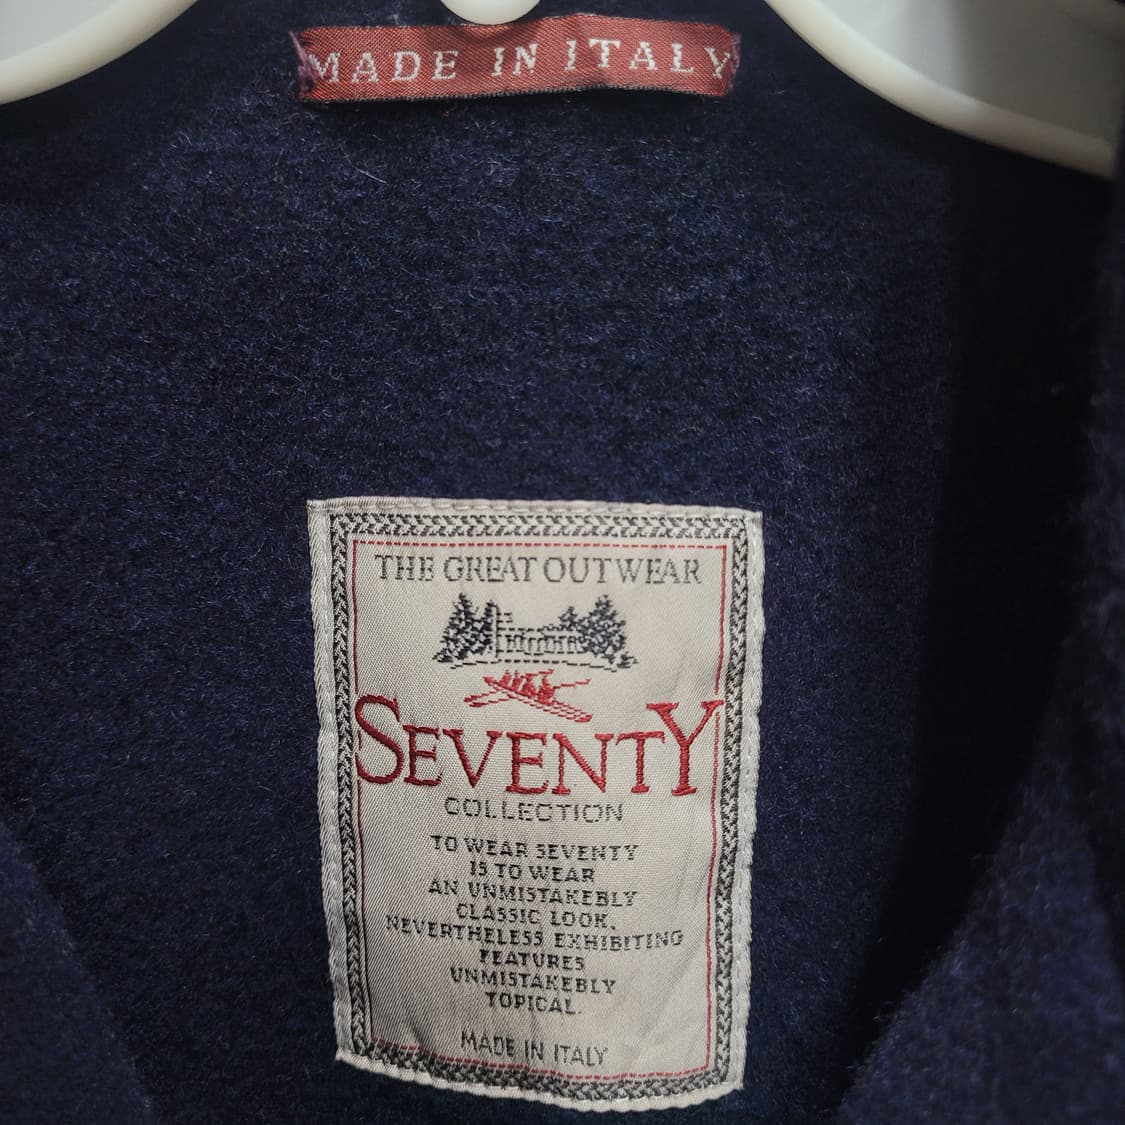 MADE IN ITALY
THE GREAT OUTWEAR
SEVENTY
COLLECTION
TO WEAR SEVENTY
IS TO WEAR
AN UNMISTAKEBLY
CLASSIC LOOK,
NEVERTHELESS EXHIBITING
FEATURES
UNMISTAKEBLY
TOPICAL.
MADE IN ITALY